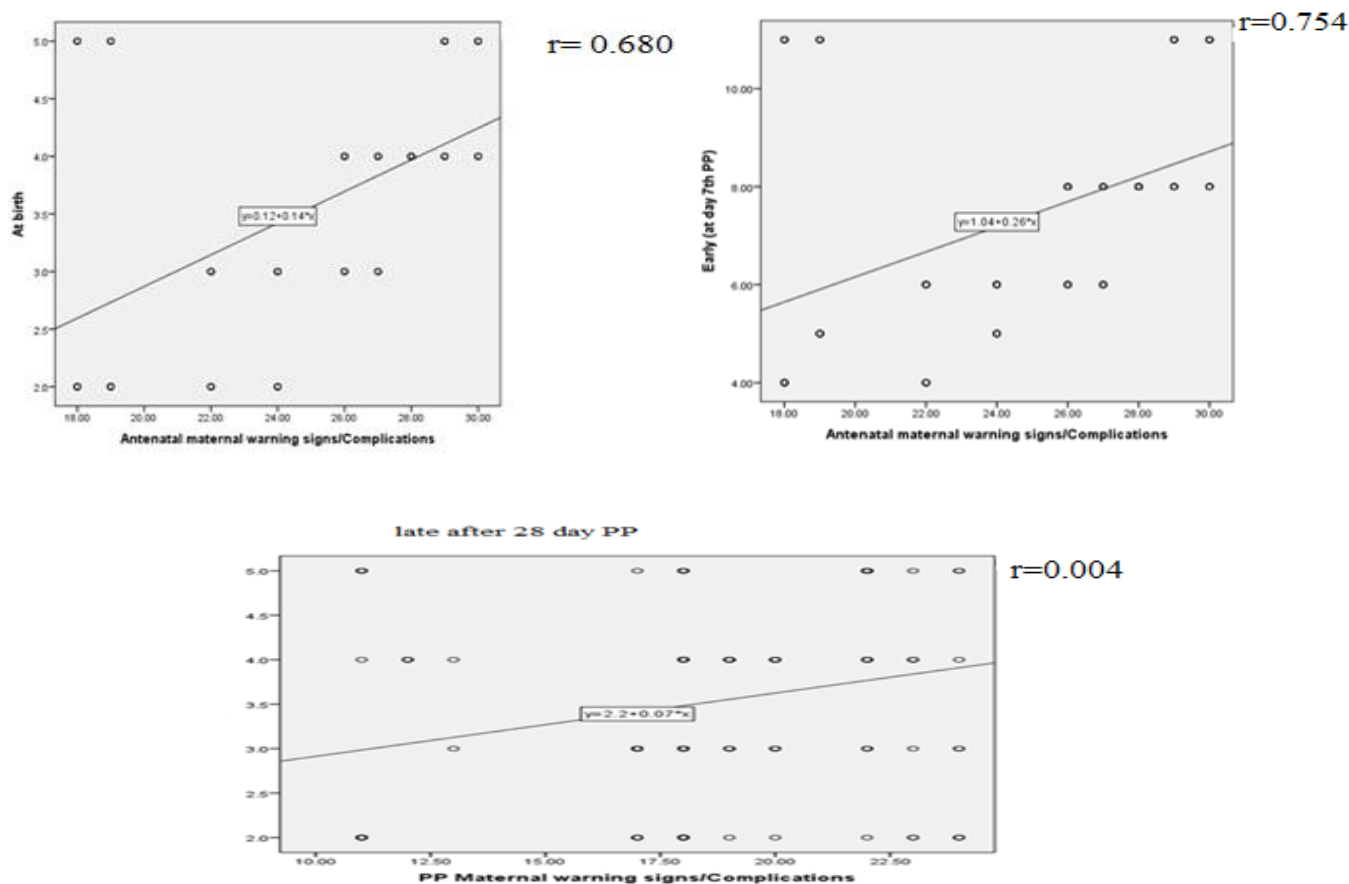 r= 0.680
5.0
4.5
4.0
3.5
3.0
2.5
2.0
At birth
y=0.12+0.14*x
18.00 20.00 22.00 24.00 26.00 28.00 30.00
Antenatal maternal warning signs/Complications
r=0.754
10.00
8.00
6.00
4.00
Early (at day 7th PP)
y=1.04+0.26*x
18.00 20.00 22.00 24.00 26.00 28.00 30.00
Antenatal maternal warning signs/Complications
late after 28 day PP
r=0.004
5.0
4.5
4.0
3.5
3.0
2.5
2.0
y=2.2+0.07*x
10.00 12.50 15.00 17.50 20.00 22.50
PP Maternal warning signs/Complications